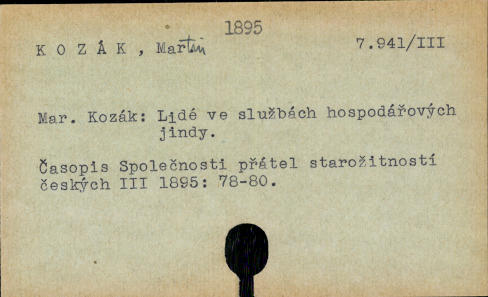 1895
K O Z Á K , Martin
7.941/III
Mar. Kozák: Lidé ve službách hospodářových
jindy.
Časopis Společnosti přátel starožitností
českých III 1895: 78-80.